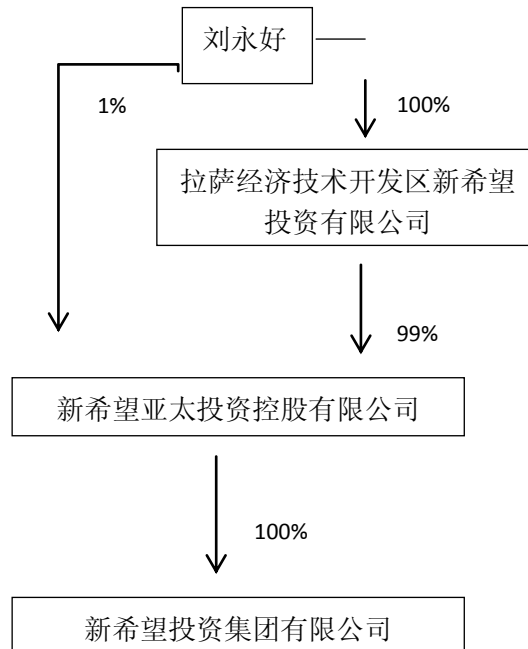 刘永好
1%
100%
拉萨经济技术开发区新希望
投资有限公司
99%
新希望亚太投资控股有限公司
100%
新希望投资集团有限公司